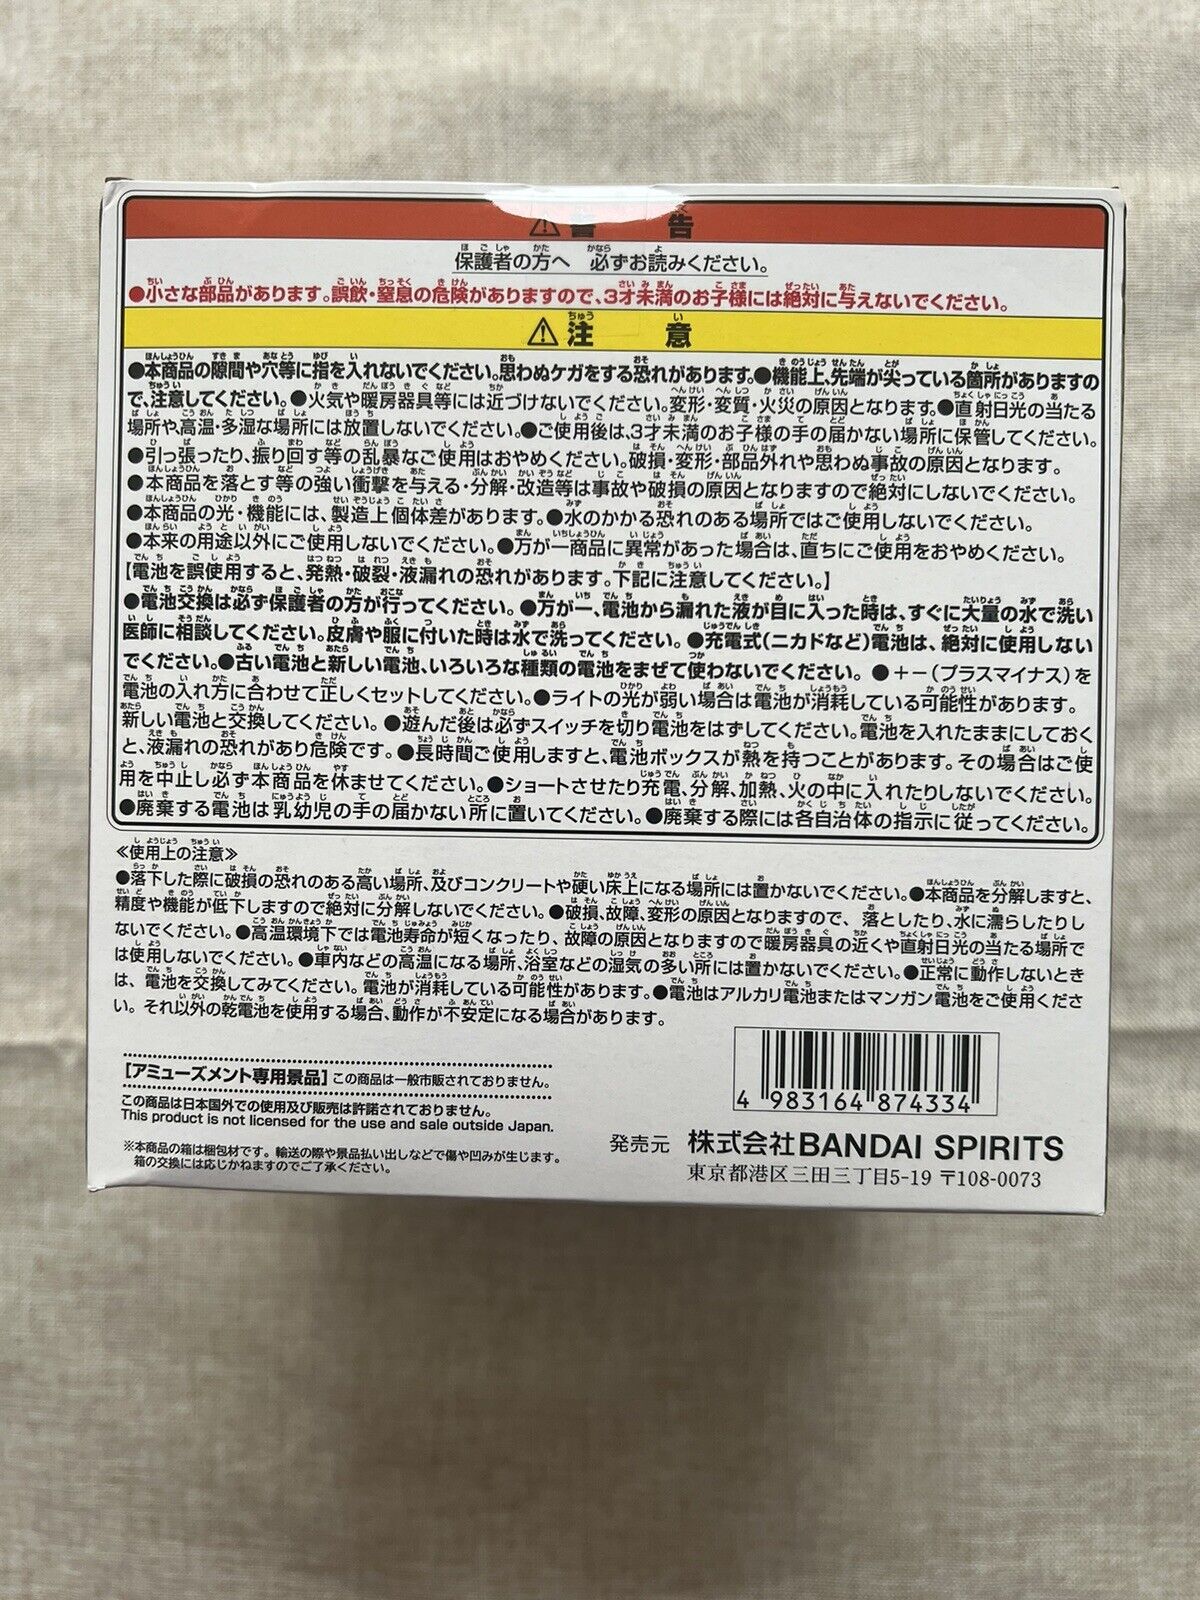 ⚠警告
保護者の方へ 必ずお読みください。
●小さな部品があります。誤飲・窒息の危険がありますので、3才未満のお子様には絶対に与えないでください。
⚠注意
●本商品の隙間や穴等に指を入れないでください。思わぬケガをする恐れがあります。●機能上、先端が尖っている箇所がありますの
で、注意してください。●火気や暖房器具等には近づけないでください。変形・変質・火災の原因となります。●直射日光の当たる
場所や、高温・多湿な場所には放置しないでください。●ご使用後は、3才未満のお子様の手の届かない場所に保管してください。
●引っ張ったり、振り回す等の乱暴なご使用はおやめください。破損・変形・部品外れや思わぬ事故の原因となります。
●本商品を落とす等の強い衝撃を与える・分解・改造等は事故や破損の原因となりますので絶対にしないでください。
●本商品の光・機能には、製造上個体差があります。●水のかかる恐れのある場所ではご使用しないでください。
●本来の用途以外にご使用しないでください。●万が一商品に異常があった場合は、直ちにご使用をおやめください。
【電池を誤使用すると、発熱・破裂・液漏れの恐れがあります。下記に注意してください。】
●電池交換は必ず保護者の方が行ってください。●万が一、電池から漏れた液が目に入った時は、すぐに大量の水で洗い
医師に相談してください。皮膚や服に付いた時は水で洗ってください。●充電式(ニカドなど)電池は、絶対に使用しない
でください。●古い電池と新しい電池、いろいろな種類の電池をまぜて使わないでください。●+-(プラスマイナス)を
電池の入れ方に合わせて正しくセットしてください。●ライトの光が弱い場合は電池が消耗している可能性があります。
新しい電池と交換してください。●遊んだ後は必ずスイッチを切り電池をはずしてください。電池を入れたままにしておく
と、液漏れの恐れがあり危険です。●長時間ご使用しますと、電池ボックスが熱を持つことがあります。その場合はご使
用を中止し必ず本商品を休ませてください。●ショートさせたり充電、分解、加熱、火の中に入れたりしないでください。
●廃棄する電池は乳幼児の手の届かない所に置いてください。●廃棄する際には各自治体の指示に従ってください。
≪使用上の注意≫
●落下した際に破損の恐れのある高い場所、及びコンクリートや硬い床上になる場所には置かないでください。●本商品を分解しますと、
精度や機能が低下しますので絶対に分解しないでください。●破損、故障、変形の原因となりますので、落としたり、水に濡らしたりし
ないでください。●高温環境下では電池寿命が短くなったり、故障の原因となりますので暖房器具の近くや直射日光の当たる場所で
は使用しないでください。●車内などの高温になる場所、浴室などの湿気の多い所には置かないでください。●正常に動作しないとき
は、電池を交換してみてください。電池が消耗している可能性があります。●電池はアルカリ電池またはマンガン電池をご使用くださ
い。それ以外の乾電池を使用する場合、動作が不安定になる場合があります。
[アミューズメント専用景品] この商品は一般市販されておりません。
この商品は日本国外での使用及び販売は許諾されておりません。
This product is not licensed for the use and sale outside Japan.
※本商品の箱は梱包材です。輸送の際や景品払い出しなどで傷や凹みが生じます。
箱の交換には応じかねますのでご了承ください。
4 983164 874334
発売元 株式会社BANDAI SPIRITS
東京都港区三田三丁目5-19 〒108-0073